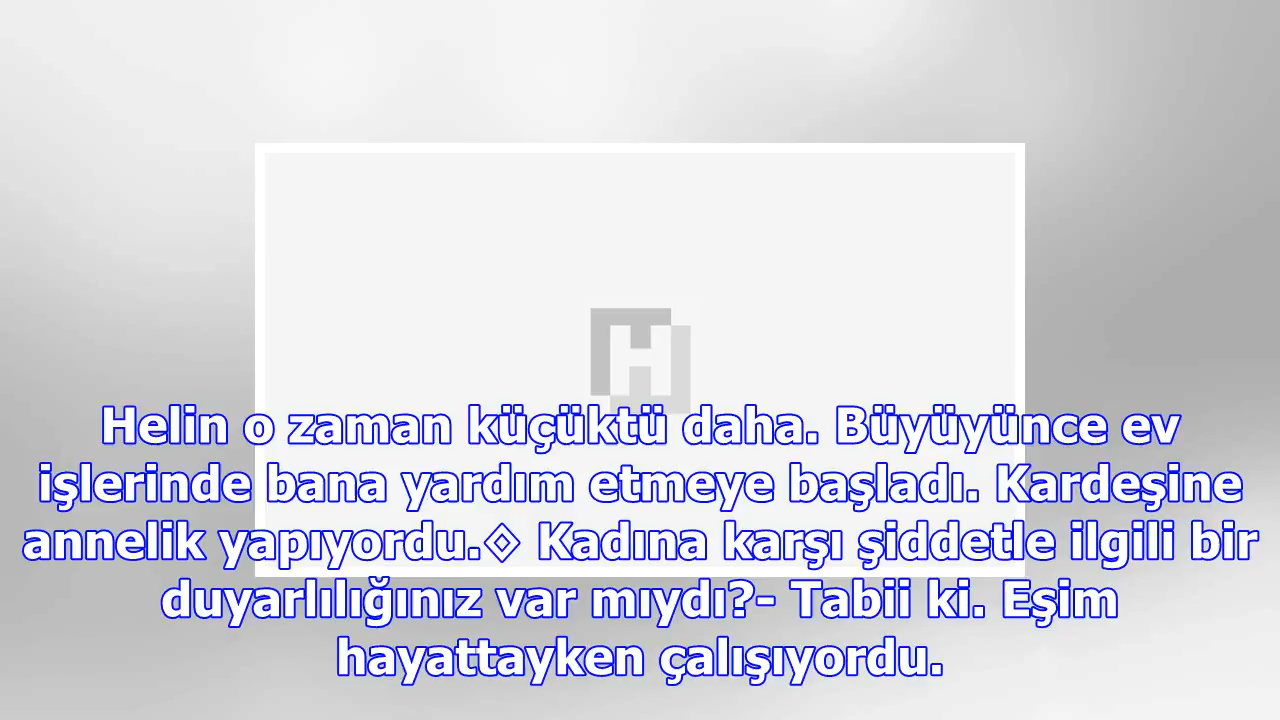 H
Helin o zaman küçüktü daha. Büyüyünce ev
işlerinde bana yardım etmeye başladı. Kardeşine
annelik yapıyordu.◊ Kadına karşı şiddetle ilgili bir
duyarlılığınız var mıydı?- Tabii ki. Eşim
hayattayken çalışıyordu.